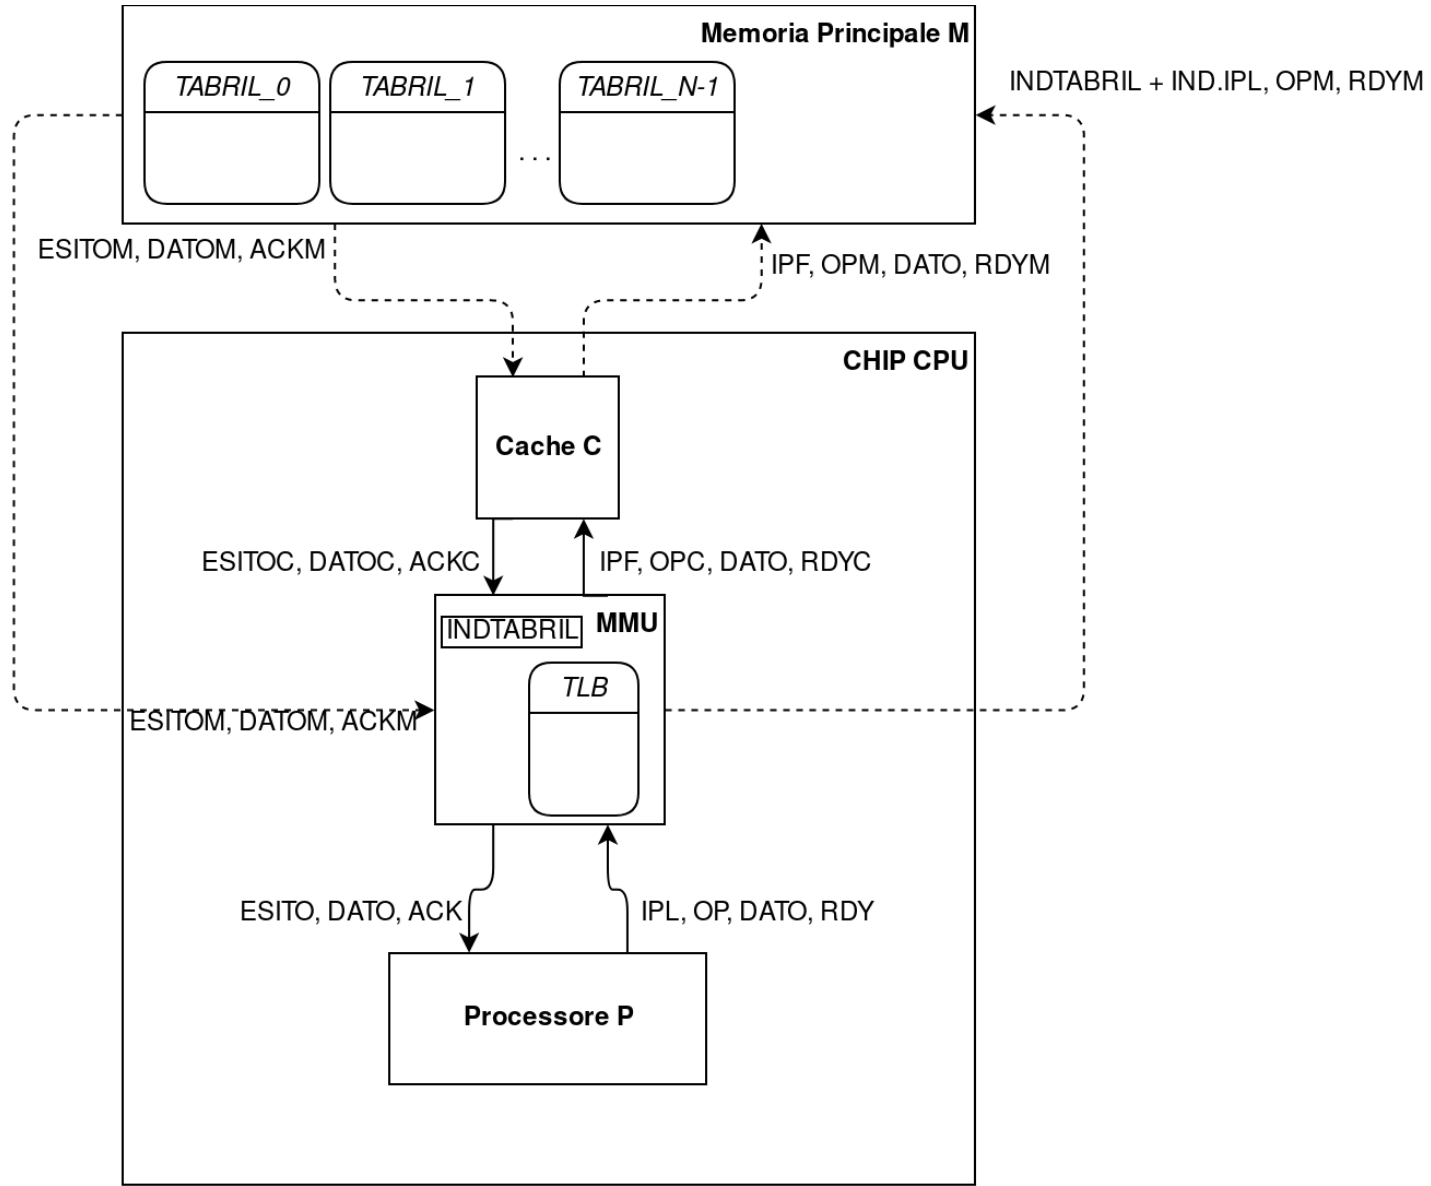 Memoria Principale M
TABRIL_0
TABRIL_1
...
TABRIL_N-1
INDTABRIL + IND.IPL, OPM, RDYM
ESITOM, DATOM, ACKM
IPF, OPM, DATO, RDYM
CHIP CPU
Cache C
ESITOC, DATOC, ACKC
IPF, OPC, DATO, RDYC
INDTABRIL
MMU
TLB
ESITOM, DATOM, ACKM
ESITO, DATO, ACK
IPL, OP, DATO, RDY
Processore P